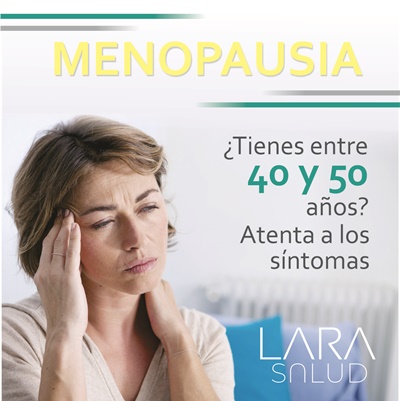 MENOPAUSIA
¿Tienes entre
40 y 50
años?
Atenta a los
síntomas
LARA
SALUD